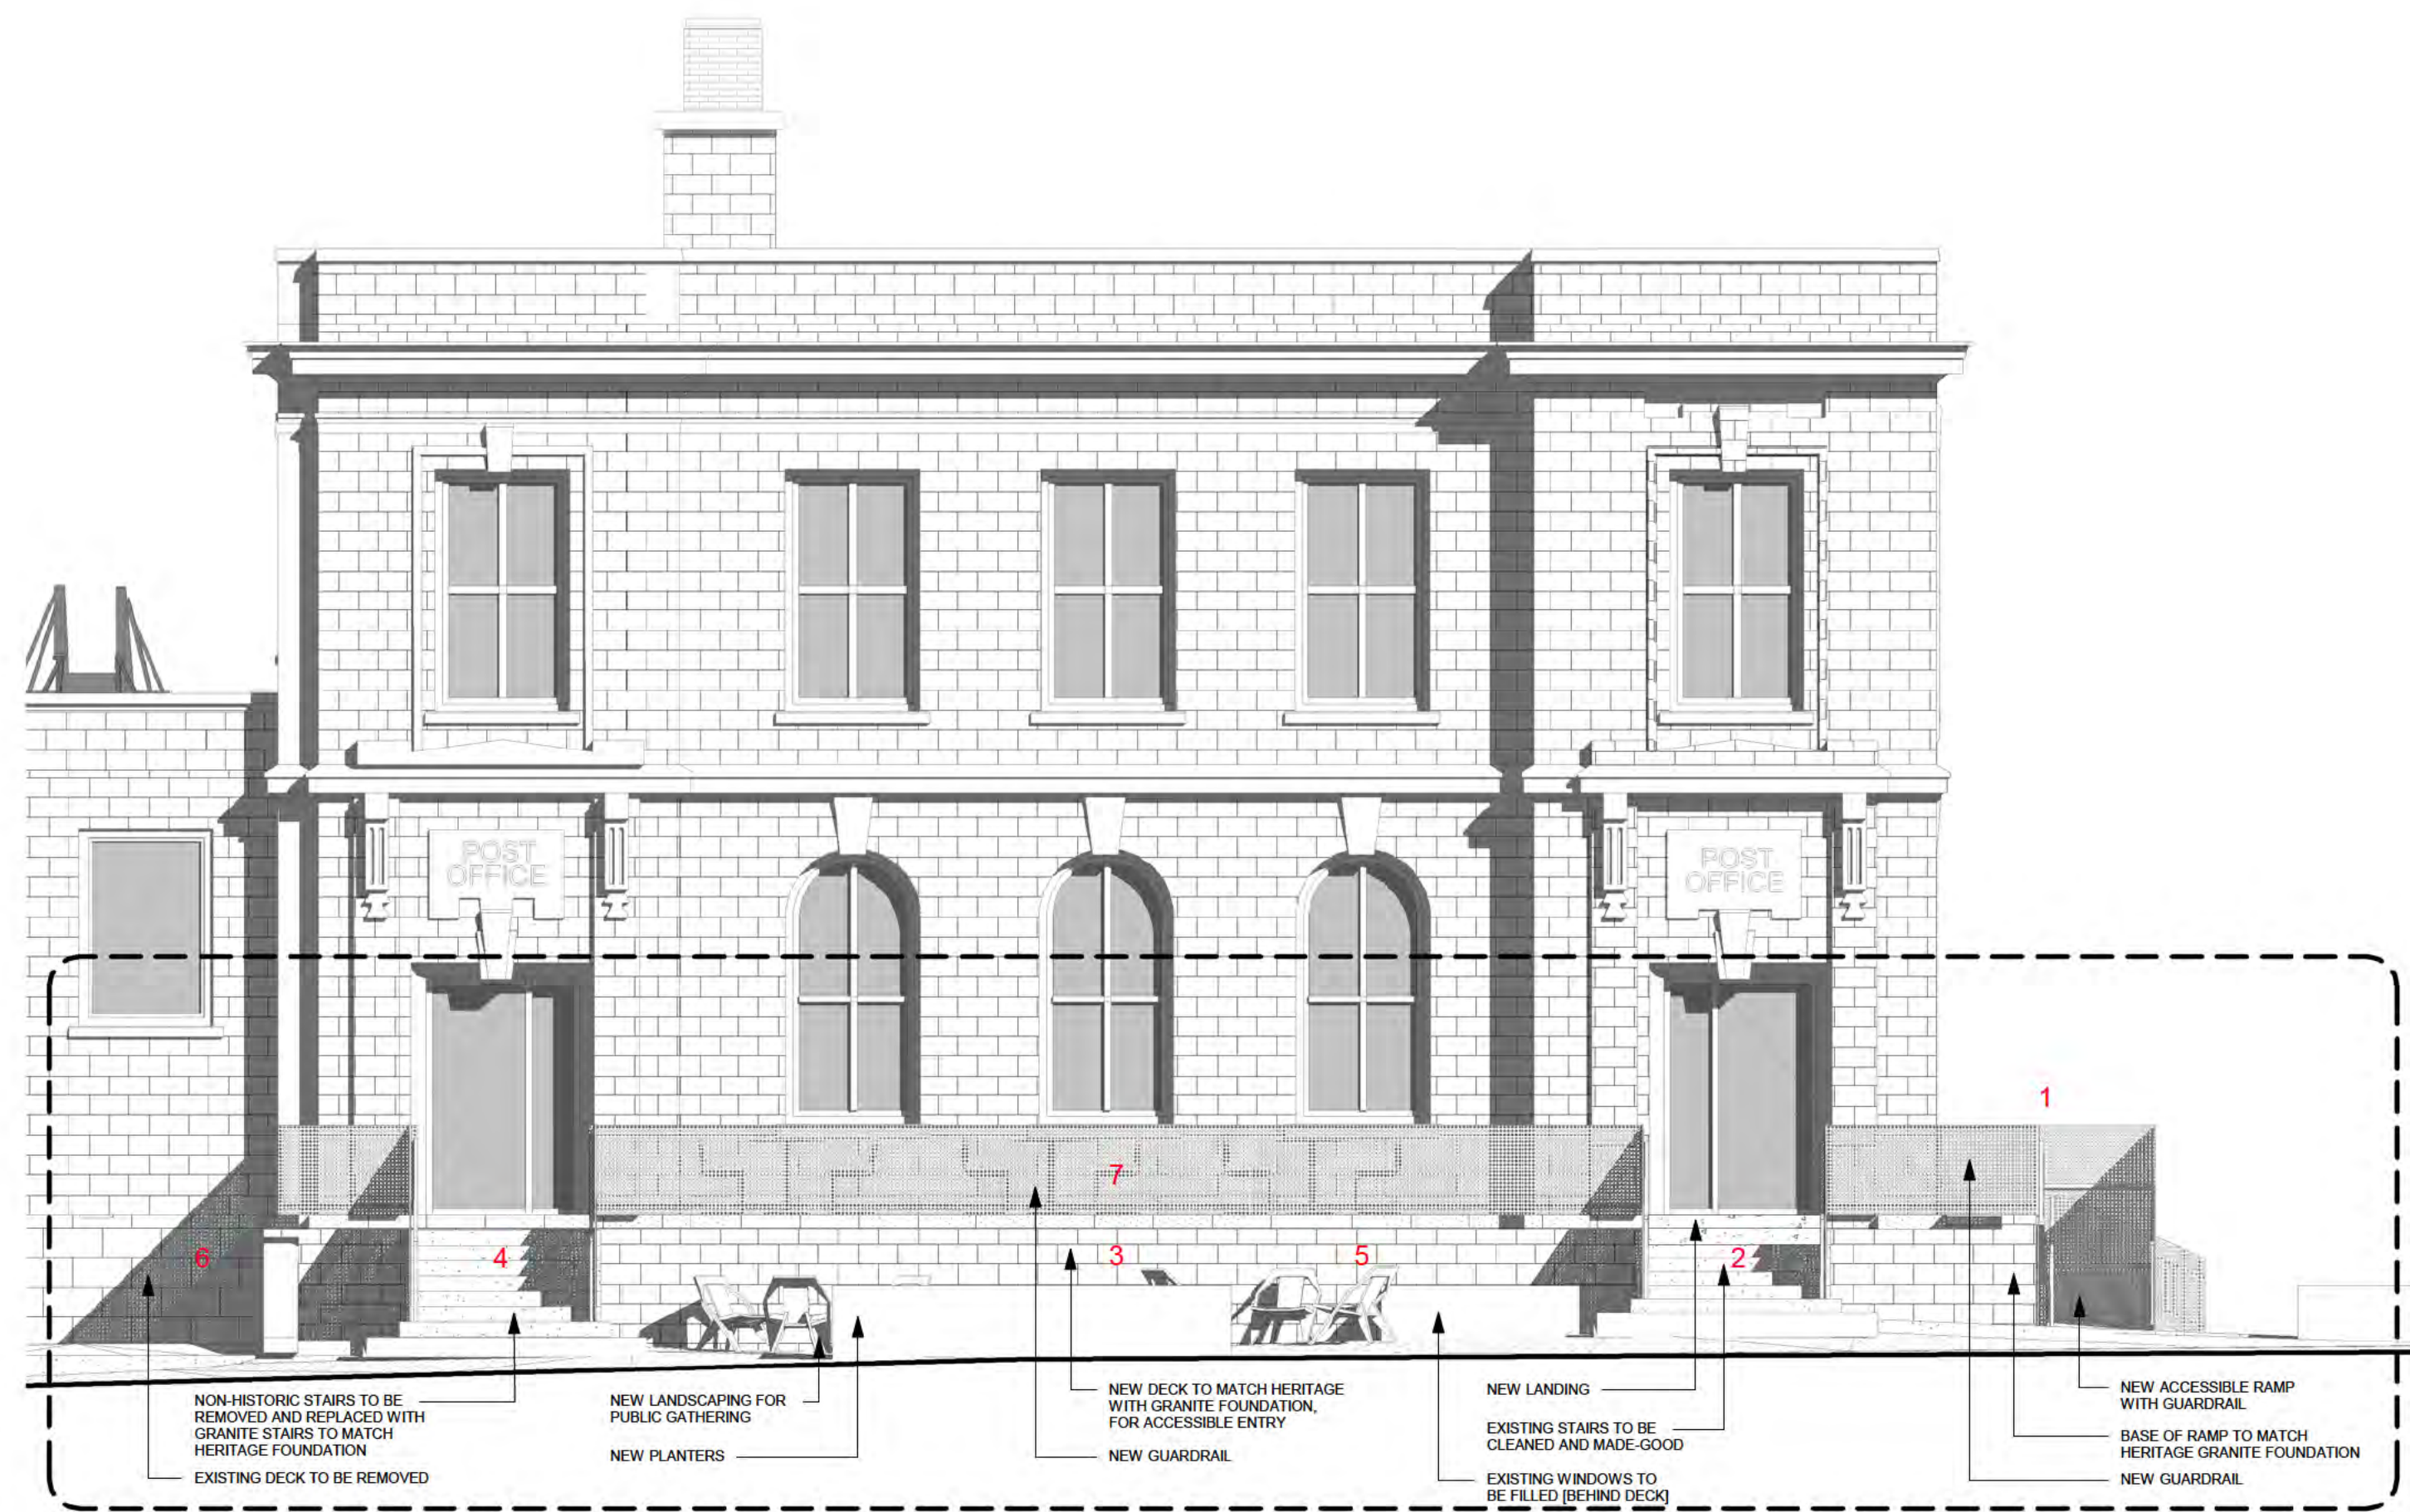 POST
OFFICE
POST
OFFICE
1
7
6
4
3
5
2
NON-HISTORIC STAIRS TO BE
REMOVED AND REPLACED WITH
GRANITE STAIRS TO MATCH
HERITAGE FOUNDATION
EXISTING DECK TO BE REMOVED
NEW LANDSCAPING FOR
PUBLIC GATHERING
NEW PLANTERS
NEW DECK TO MATCH HERITAGE
WITH GRANITE FOUNDATION,
FOR ACCESSIBLE ENTRY
NEW GUARDRAIL
NEW LANDING
EXISTING STAIRS TO BE
CLEANED AND MADE-GOOD
EXISTING WINDOWS TO
BE FILLED [BEHIND DECK]
NEW ACCESSIBLE RAMP
WITH GUARDRAIL
BASE OF RAMP TO MATCH
HERITAGE GRANITE FOUNDATION
NEW GUARDRAIL